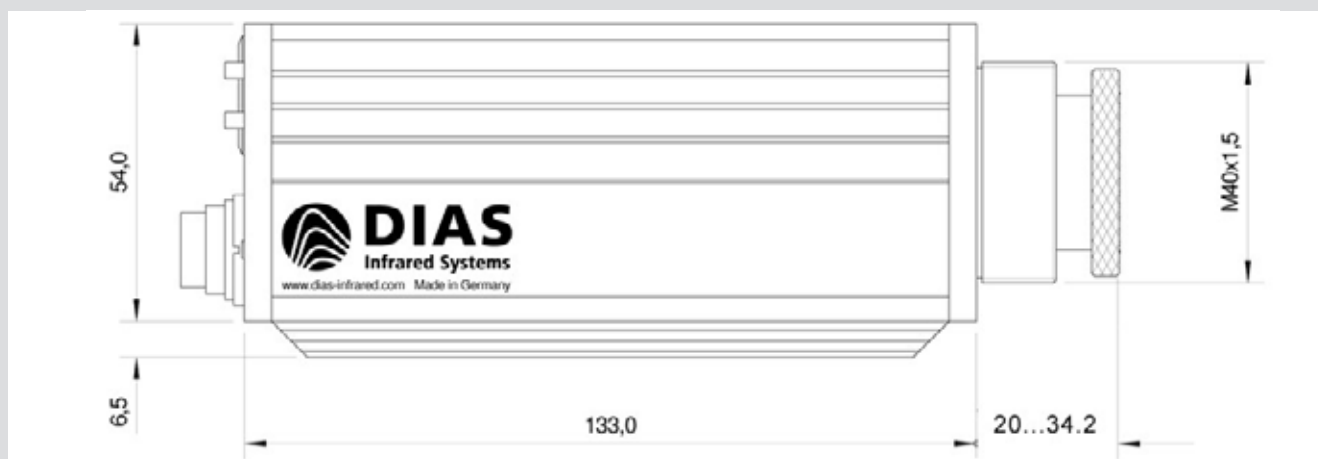 54,0
M40x1,5
DIAS
Infrared Systems
www.dias-infrared.com Made in Germany
6,5
133,0
20...34.2